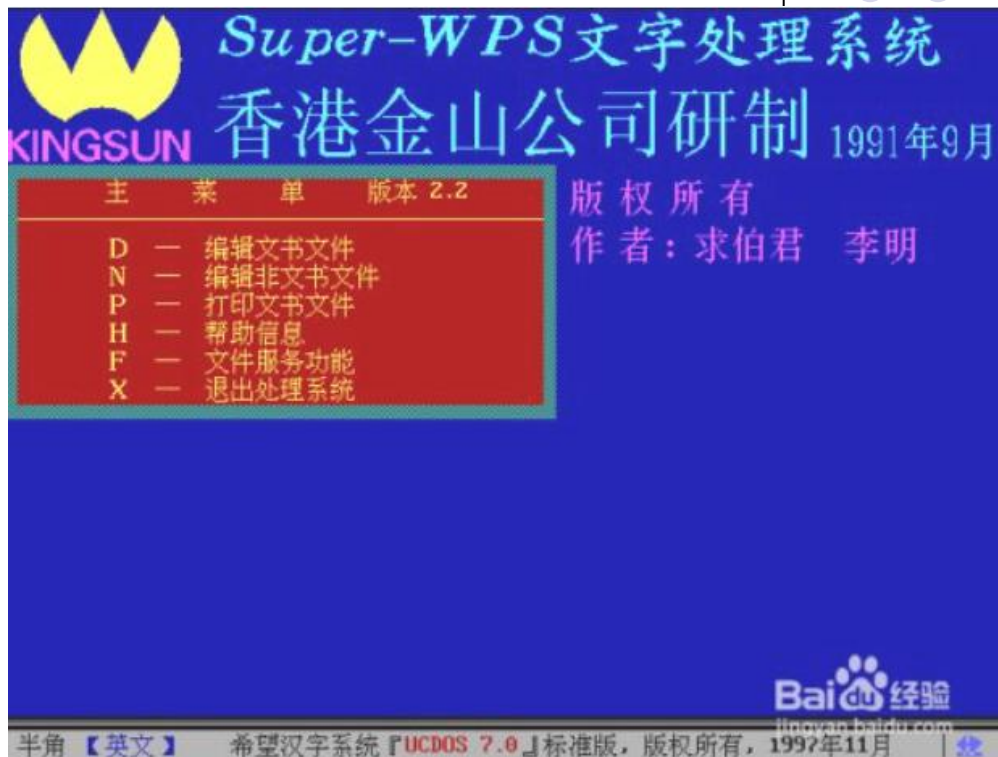 Super-WPS文字处理系统
KINGSUN 香港金山公司研制 1991年9月
主 菜 单 版本 2.2
版权所有
作者:求伯君 李明
D — 编辑文书文件
N — 编辑非文书文件
P — 打印文书文件
H — 帮助信息
F — 文件服务功能
X — 退出处理系统
Baidu经验
jingyan.baidu.com
半角 【英文】 希望汉字系统『UCDOS 7.0』标准版,版权所有,199?年11月